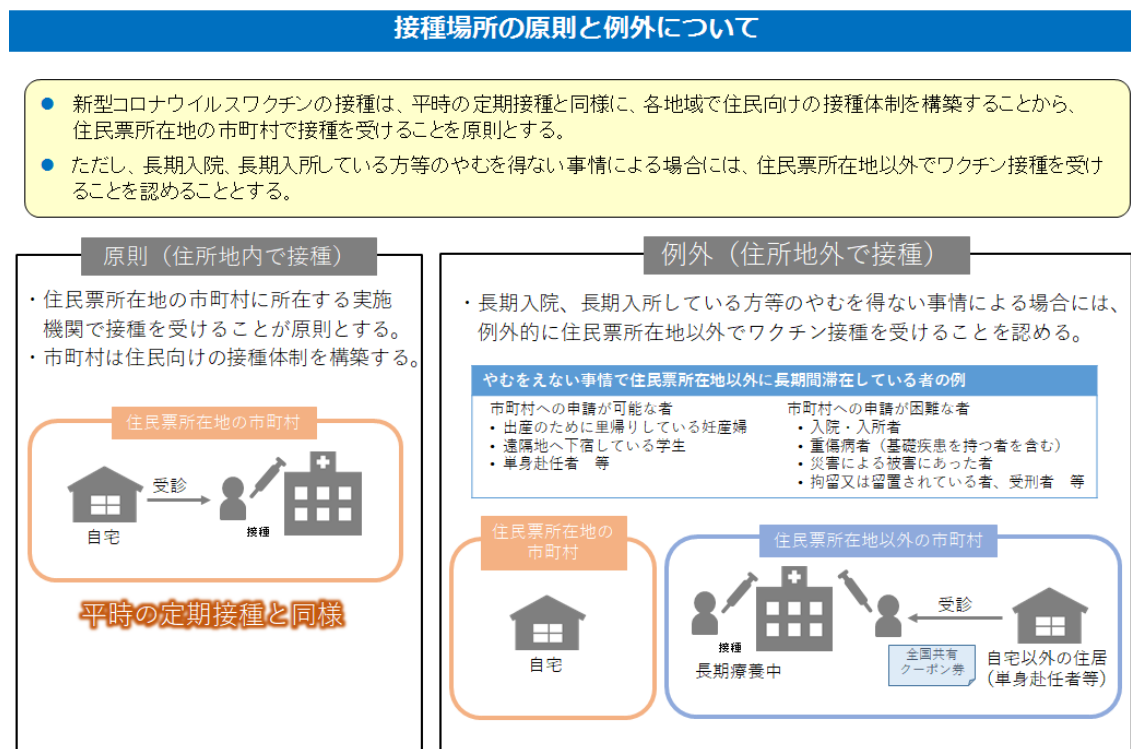 接種場所の原則と例外について
● 新型コロナウイルスワクチンの接種は、平時の定期接種と同様に、各地域で住民向けの接種体制を構築することから、
住民票所在地の市町村で接種を受けることを原則とする。
● ただし、長期入院、長期入所している方等のやむを得ない事情による場合には、住民票所在地以外でワクチン接種を受け
ることを認めることとする。
原則（住所地内で接種）
・住民票所在地の市町村に所在する実施
機関で接種を受けることが原則とする。
・市町村は住民向けの接種体制を構築する。
住民票所在地の市町村
受診
自宅
接種
平時の定期接種と同様
例外（住所地外で接種）
・長期入院、長期入所している方等のやむを得ない事情による場合には、
例外的に住民票所在地以外でワクチン接種を受けることを認める。
やむをえない事情で住民票所在地以外に長期間滞在している者の例
市町村への申請が可能な者
• 出産のために里帰りしている妊産婦
• 遠隔地へ下宿している学生
• 単身赴任者　等
市町村への申請が困難な者
• 入院・入所者
• 重傷病者（基礎疾患を持つ者を含む）
• 災害による被害にあった者
• 拘留又は留置されている者、受刑者　等
住民票所在地の
市町村
自宅
住民票所在地以外の市町村
接種
長期療養中
受診
全国共有
クーポン券
自宅以外の住居
（単身赴任者等）